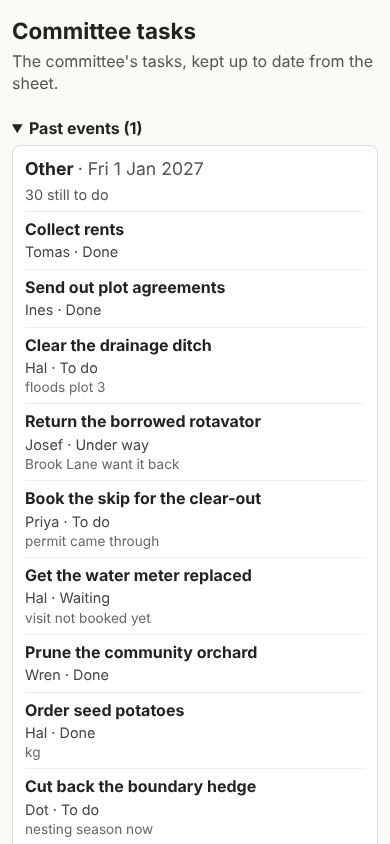 Committee tasks
The committee's tasks, kept up to date from the
sheet.
▼ Past events (1)
Other · Fri 1 Jan 2027
30 still to do
Collect rents
Tomas · Done
Send out plot agreements
Ines · Done
Clear the drainage ditch
Hal · To do
floods plot 3
Return the borrowed rotavator
Josef · Under way
Brook Lane want it back
Book the skip for the clear-out
Priya · To do
permit came through
Get the water meter replaced
Hal · Waiting
visit not booked yet
Prune the community orchard
Wren · Done
Order seed potatoes
Hal · Done
kg
Cut back the boundary hedge
Dot · To do
nesting season now